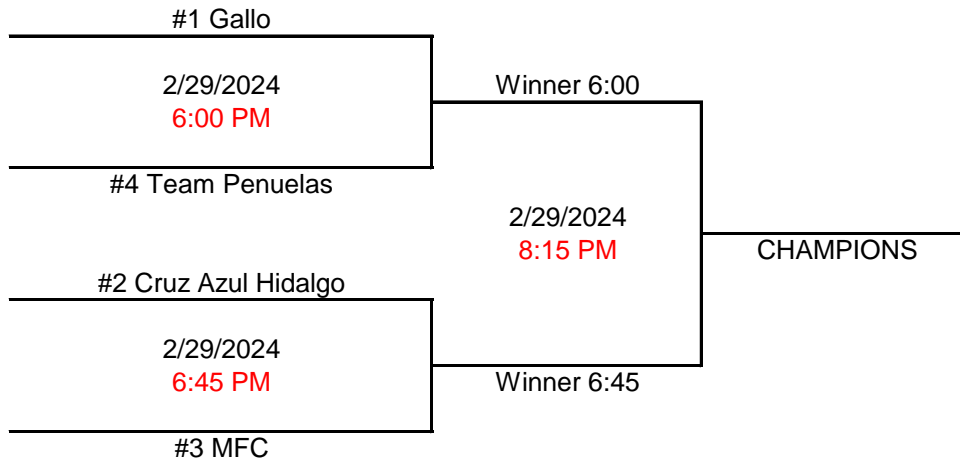 #1 Gallo
2/29/2024
6:00 PM
Winner 6:00
#4 Team Penuelas
2/29/2024
8:15 PM
CHAMPIONS
#2 Cruz Azul Hidalgo
2/29/2024
6:45 PM
Winner 6:45
#3 MFC